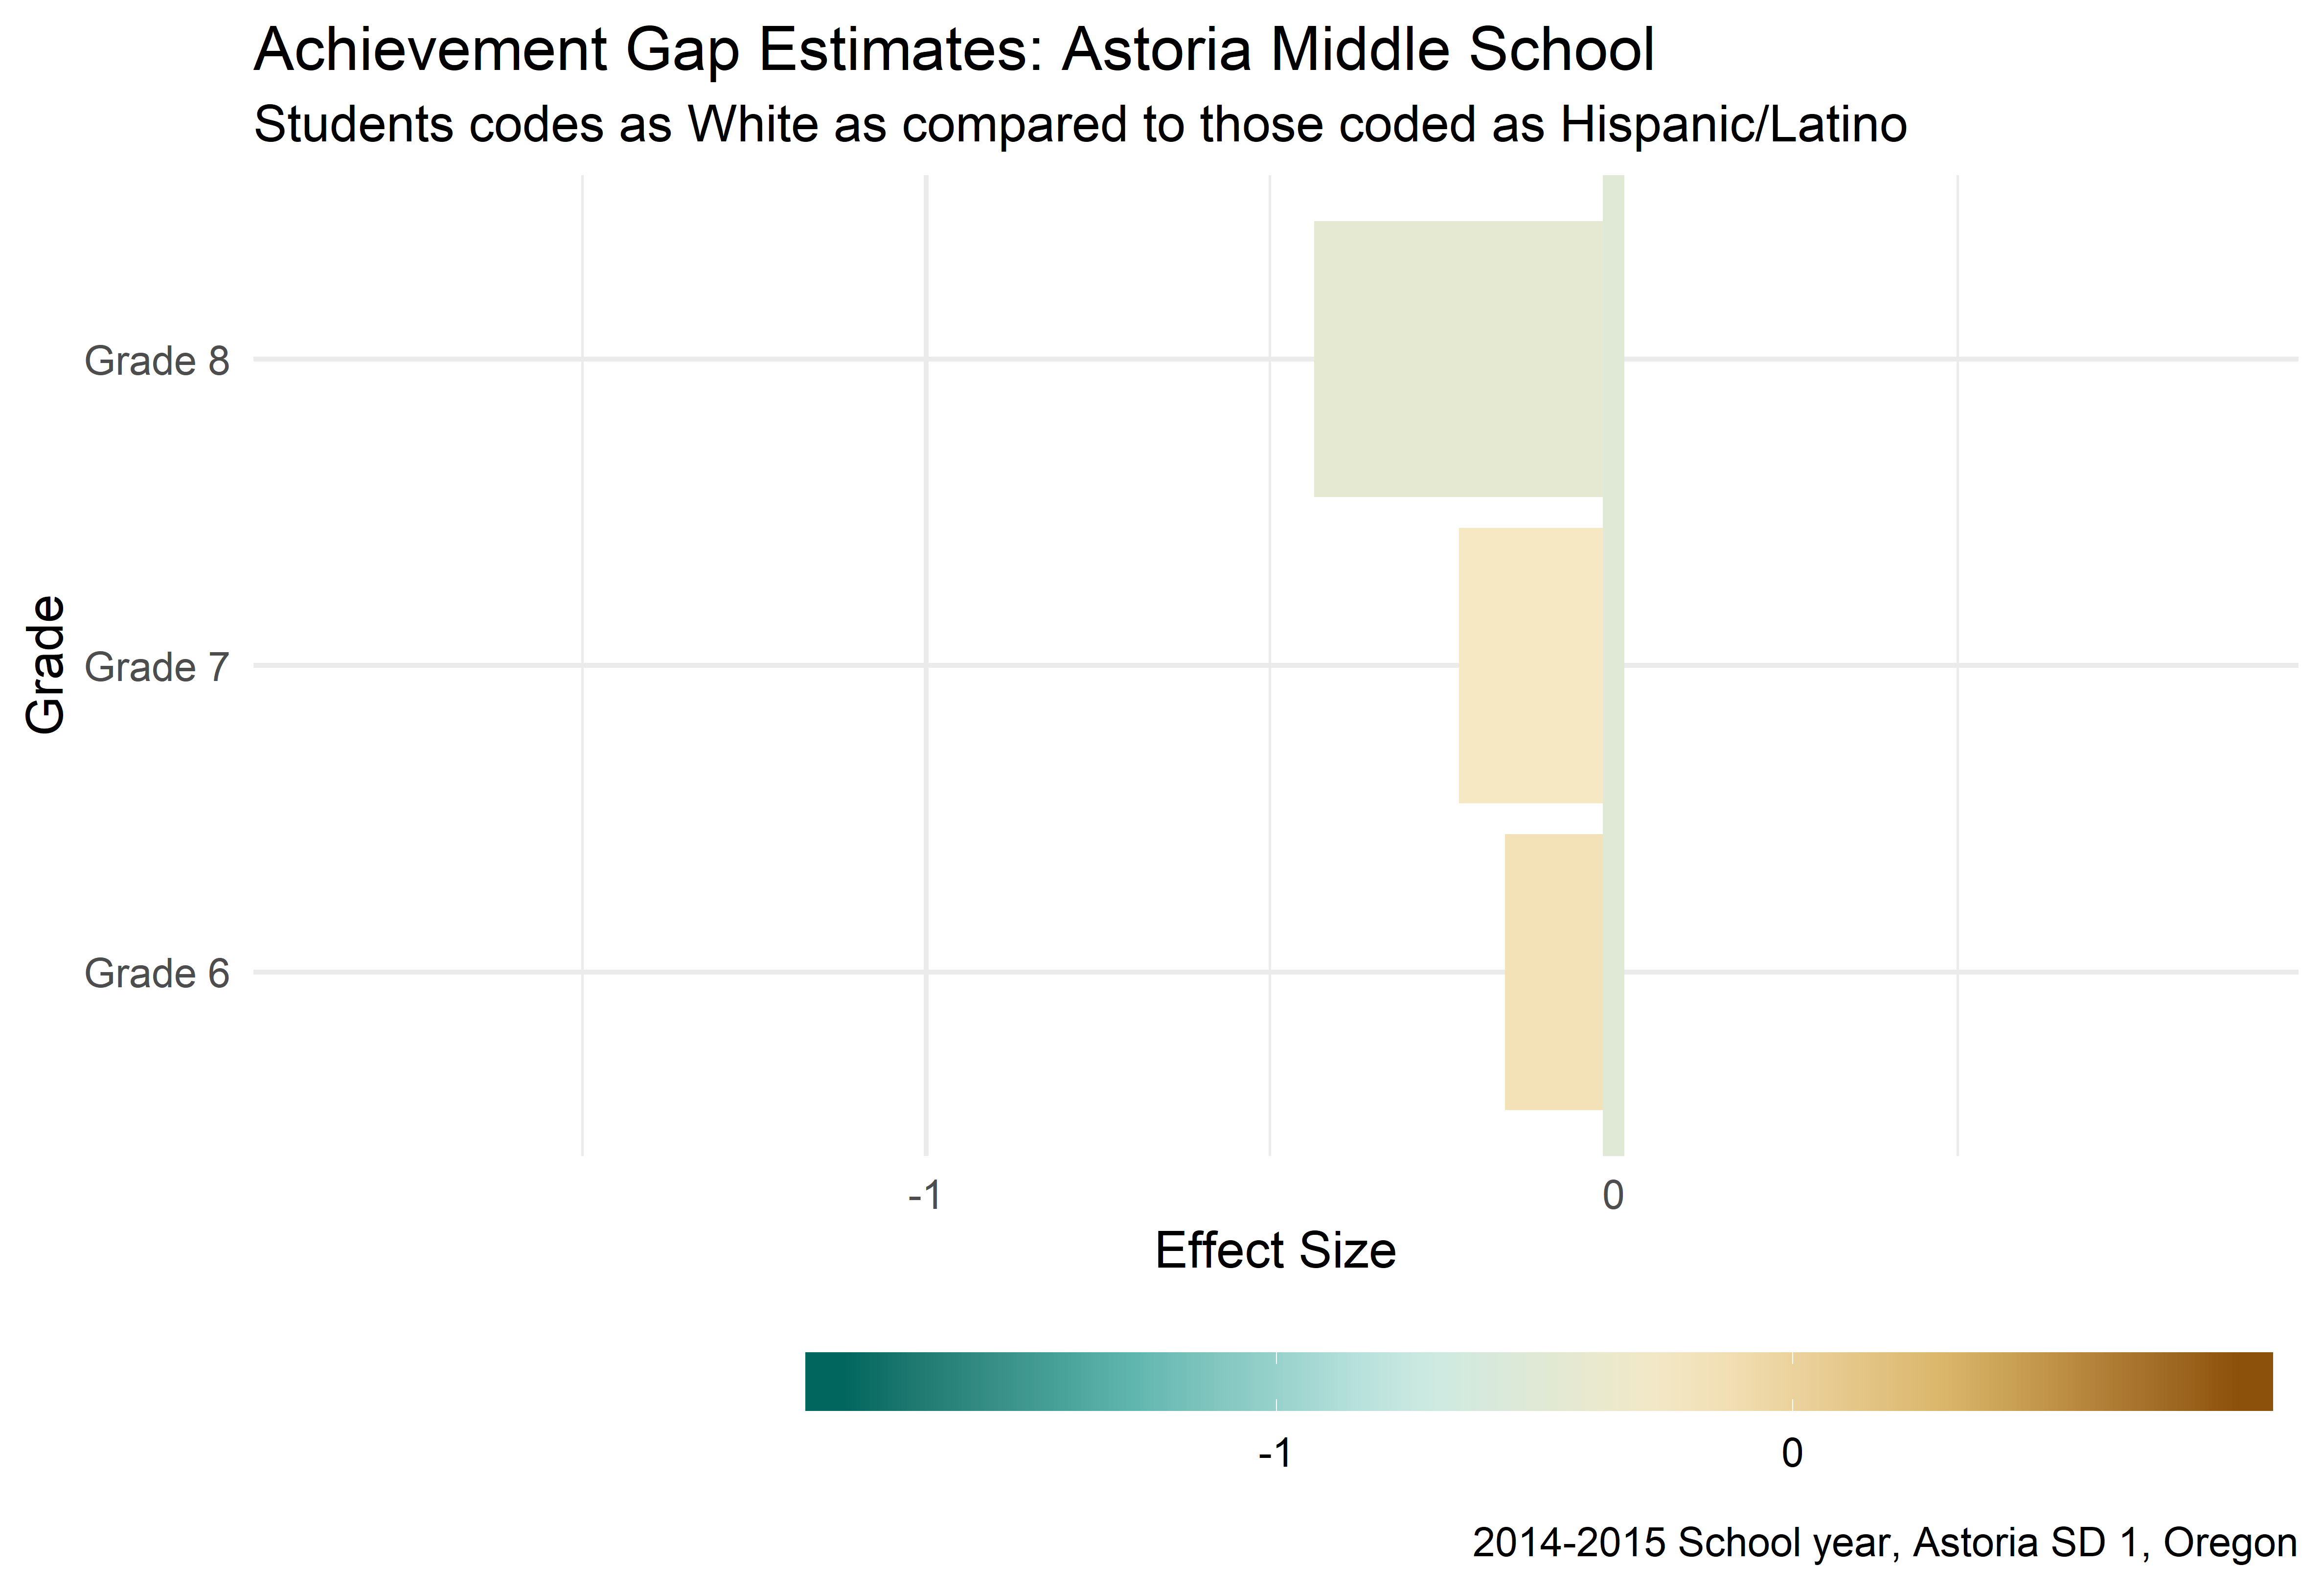 Achievement Gap Estimates: Astoria Middle School
Students codes as White as compared to those coded as Hispanic/Latino
Grade
Grade 8
Grade 7
Grade 6
-1
0
Effect Size
-1
0
2014-2015 School year, Astoria SD 1, Oregon